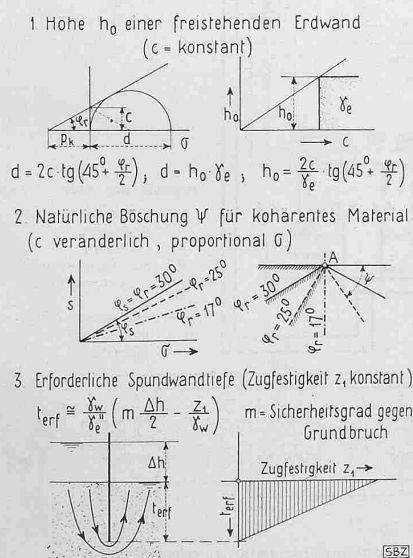 1. Höhe h₀ einer freistehenden Erdwand
(c = konstant)
φr
c
pk
d
σ
h₀
h₀
γe
c
d = 2c·tg(45° + φr/2) ; d = h₀·γe ; h₀ = 2c/γe · tg(45° + φr/2)
2. Natürliche Böschung Ψ für kohärentes Material
(c veränderlich, proportional σ)
s
φs = φr = 30°
φr = 25°
φr = 17°
φs
σ
A
ψ
φr = 30°
φr = 25°
φr = 17°
3. Erforderliche Spundwandtiefe (Zugfestigkeit z₁ konstant)
terf ≅ γw/γe'' (m Δh/2 - z₁/γw) m = Sicherheitsgrad gegen
Grundbruch
Δh
terf
Zugfestigkeit z₁
terf
SBZ